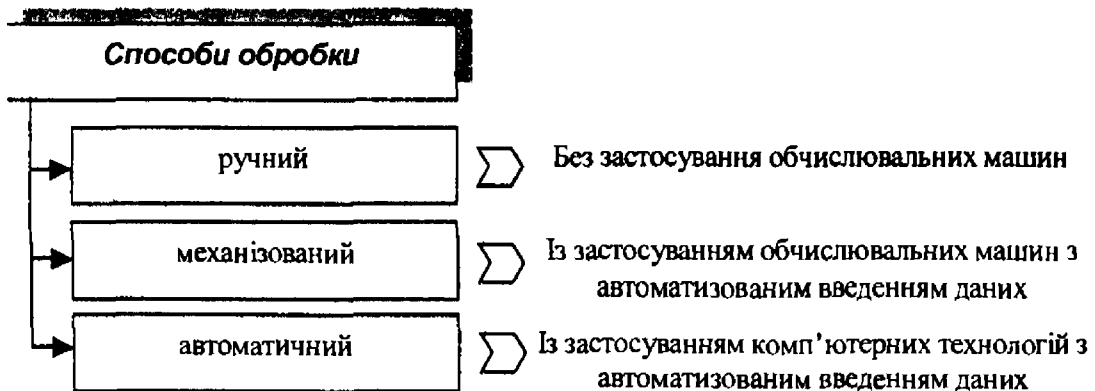 Способи обробки
ручний
Без застосування обчислювальних машин
механізований
Із застосуванням обчислювальних машин з
автоматизованим введенням даних
автоматичний
Із застосуванням комп'ютерних технологій з
автоматизованим введенням даних